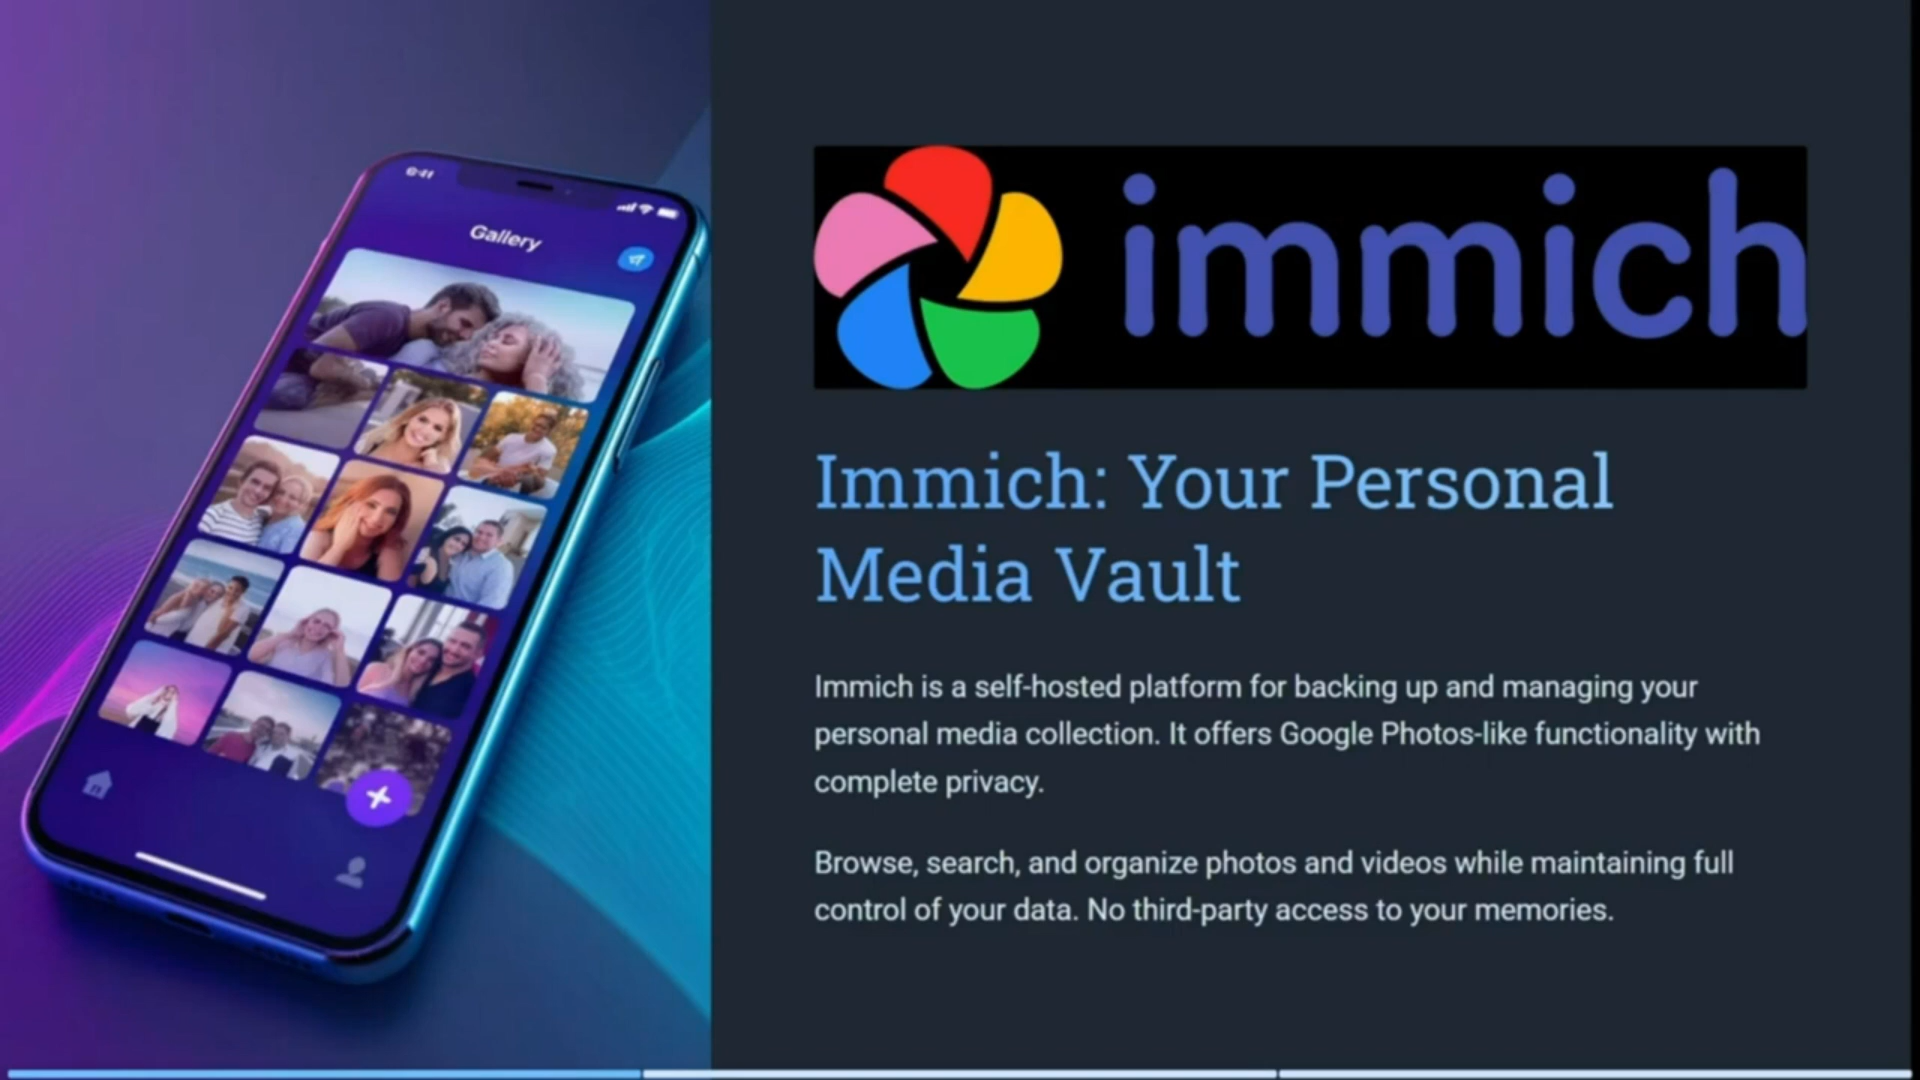 Gallery
immich
Immich: Your Personal
Media Vault
Immich is a self-hosted platform for backing up and managing your
personal media collection. It offers Google Photos-like functionality with
complete privacy.
Browse, search, and organize photos and videos while maintaining full
control of your data. No third-party access to your memories.